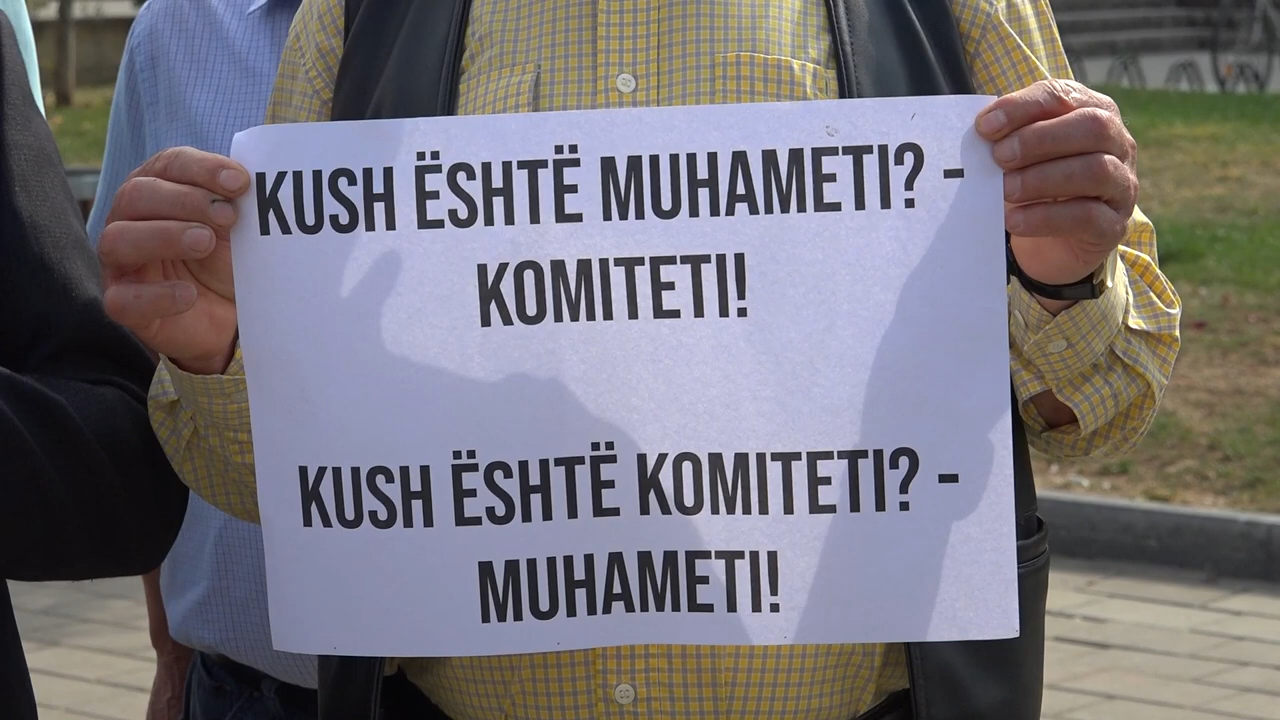 KUSH ËSHTË MUHAMETI? -
KOMITETI!
KUSH ËSHTË KOMITETI? -
MUHAMETI!